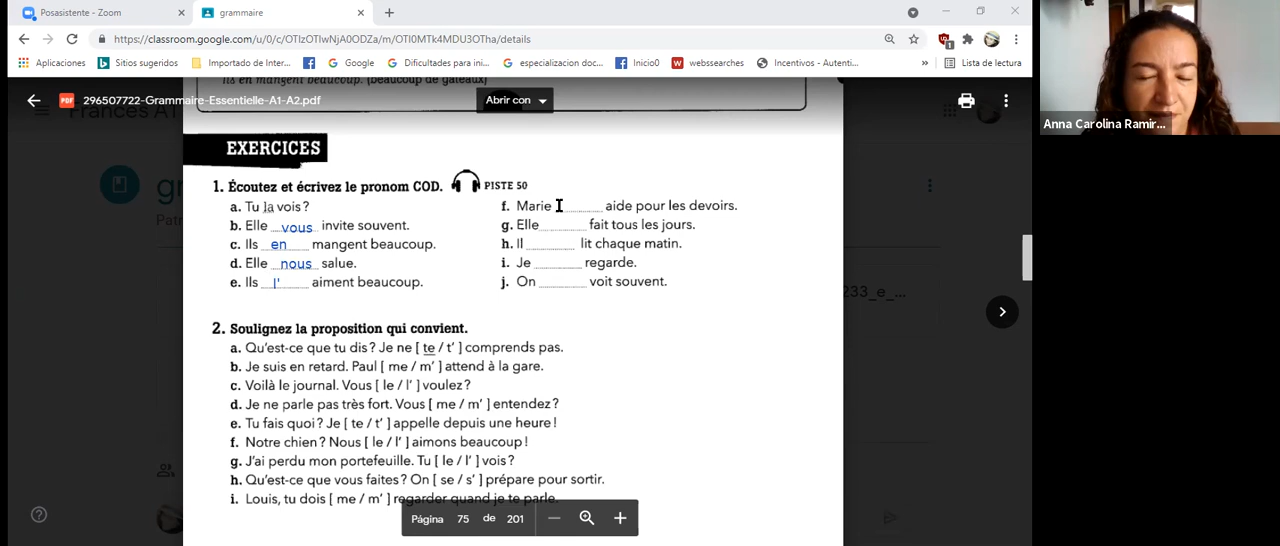 Posasistente - Zoom
grammaire
https://classroom.google.com/u/0/c/OTIzOTIwNjA0ODZa/m/OTI0MTk4MDU3OTha/details
Aplicaciones
Sitios sugeridos
Importado de Inter...
Google
Dificultades para ini...
especializacion doc...
Inicio0
webssearches
Incentivos - Autenti...
»
Lista de lectura
Ils en mangent beaucoup. (beaucoup de gâteaux)
PDF 296507722-Grammaire-Essentielle-A1-A2.pdf
Abrir con
Anna Carolina Ramir...
EXERCICES
1. Écoutez et écrivez le pronom COD. PISTE 50
a. Tu la vois ?
b. Elle vous invite souvent.
c. Ils en mangent beaucoup.
d. Elle nous salue.
e. Ils l' aiment beaucoup.
f. Marie ........ aide pour les devoirs.
g. Elle ........ fait tous les jours.
h. Il ........ lit chaque matin.
i. Je ........ regarde.
j. On ........ voit souvent.
233_e_...
2. Soulignez la proposition qui convient.
a. Qu'est-ce que tu dis ? Je ne [ te / t' ] comprends pas.
b. Je suis en retard. Paul [ me / m' ] attend à la gare.
c. Voilà le journal. Vous [ le / l' ] voulez ?
d. Je ne parle pas très fort. Vous [ me / m' ] entendez ?
e. Tu fais quoi ? Je [ te / t' ] appelle depuis une heure !
f. Notre chien ? Nous [ le / l' ] aimons beaucoup !
g. J'ai perdu mon portefeuille. Tu [ le / l' ] vois ?
h. Qu'est-ce que vous faites ? On [ se / s' ] prépare pour sortir.
i. Louis, tu dois [ me / m' ] regarder quand je te parle.
Página 75 de 201